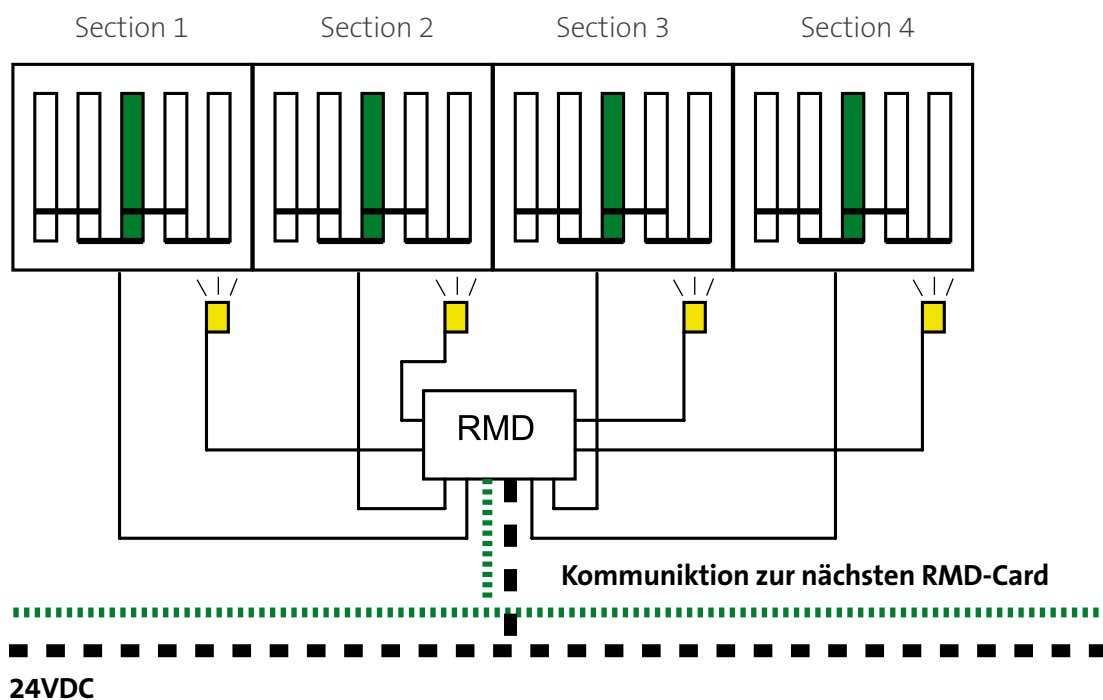 Section 1 Section 2 Section 3 Section 4
RMD
Kommuniktion zur nächsten RMD-Card
24VDC